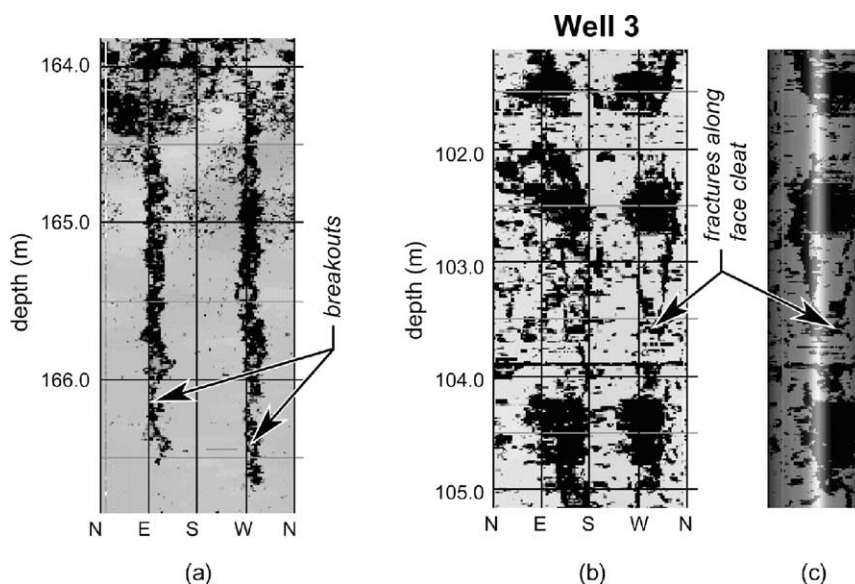 Well 3
164.0
165.0
166.0
depth (m)
breakouts
N E S W N
(a)
102.0
103.0
104.0
105.0
depth (m)
fractures along
face cleat
N E S W N
(b)
(c)